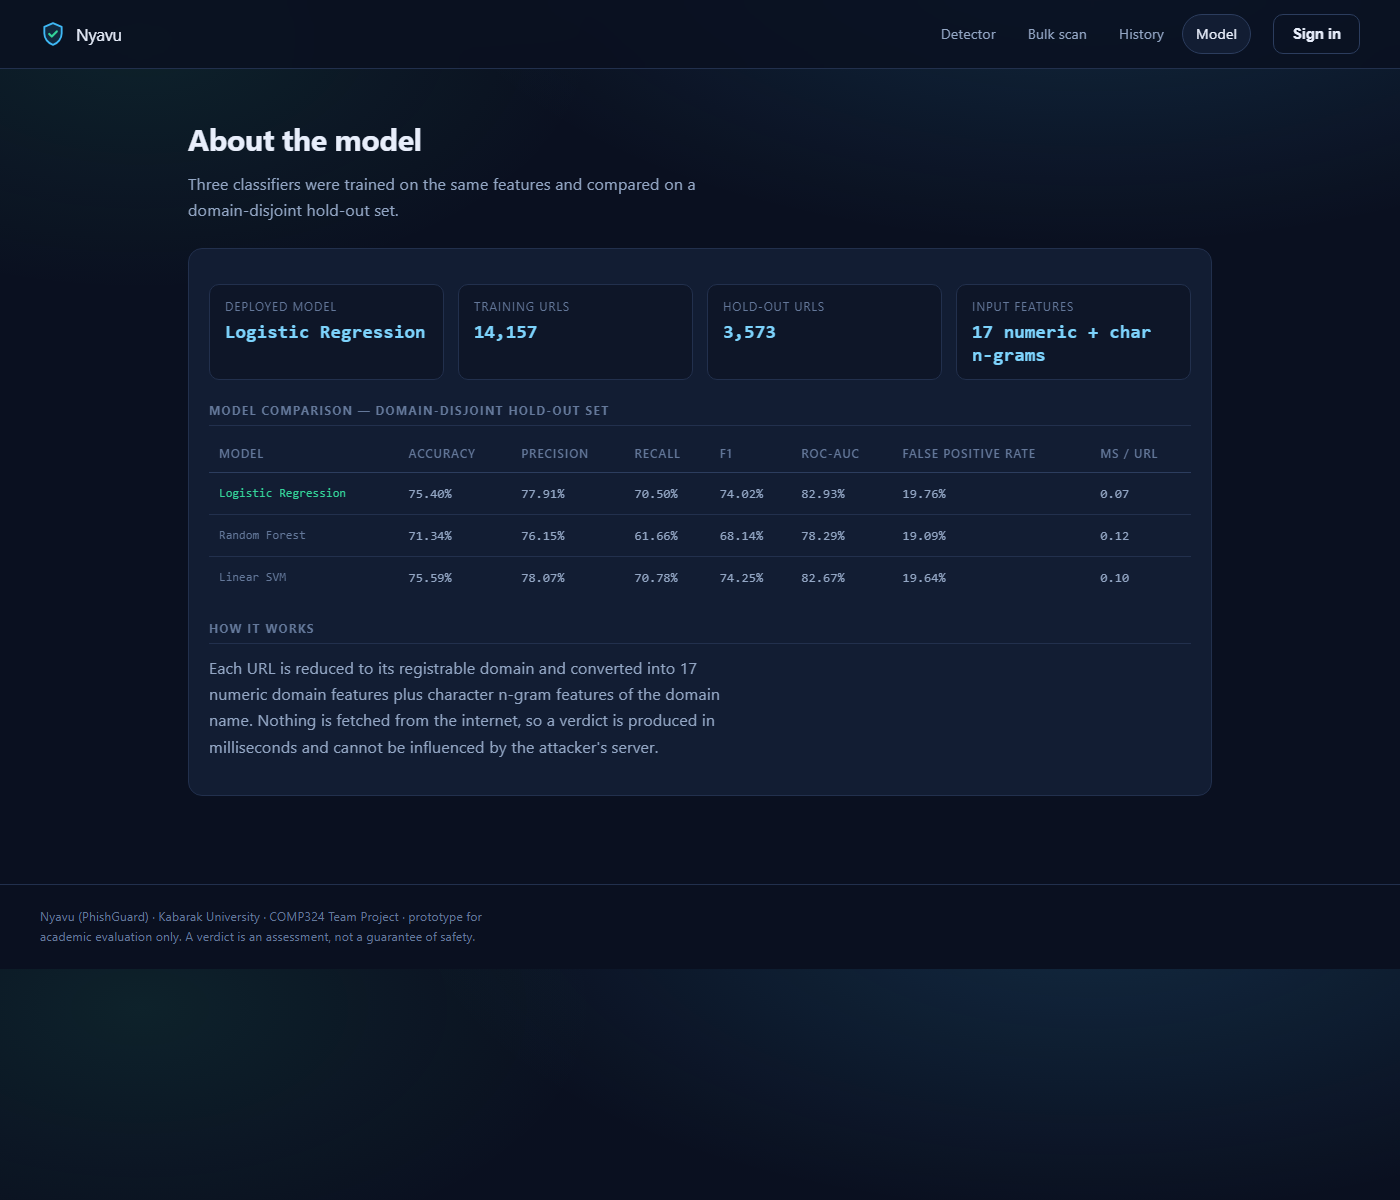 Nyavu
Detector
Bulk scan
History
Model
Sign in
About the model
Three classifiers were trained on the same features and compared on a
domain-disjoint hold-out set.
DEPLOYED MODEL
Logistic Regression
TRAINING URLS
14,157
HOLD-OUT URLS
3,573
INPUT FEATURES
17 numeric + char
n-grams
MODEL COMPARISON — DOMAIN-DISJOINT HOLD-OUT SET
MODEL ACCURACY PRECISION RECALL F1 ROC-AUC FALSE POSITIVE RATE MS / URL
Logistic Regression 75.40% 77.91% 70.50% 74.02% 82.93% 19.76% 0.07
Random Forest 71.34% 76.15% 61.66% 68.14% 78.29% 19.09% 0.12
Linear SVM 75.59% 78.07% 70.78% 74.25% 82.67% 19.64% 0.10
HOW IT WORKS
Each URL is reduced to its registrable domain and converted into 17
numeric domain features plus character n-gram features of the domain
name. Nothing is fetched from the internet, so a verdict is produced in
milliseconds and cannot be influenced by the attacker's server.
Nyavu (PhishGuard) · Kabarak University · COMP324 Team Project · prototype for
academic evaluation only. A verdict is an assessment, not a guarantee of safety.